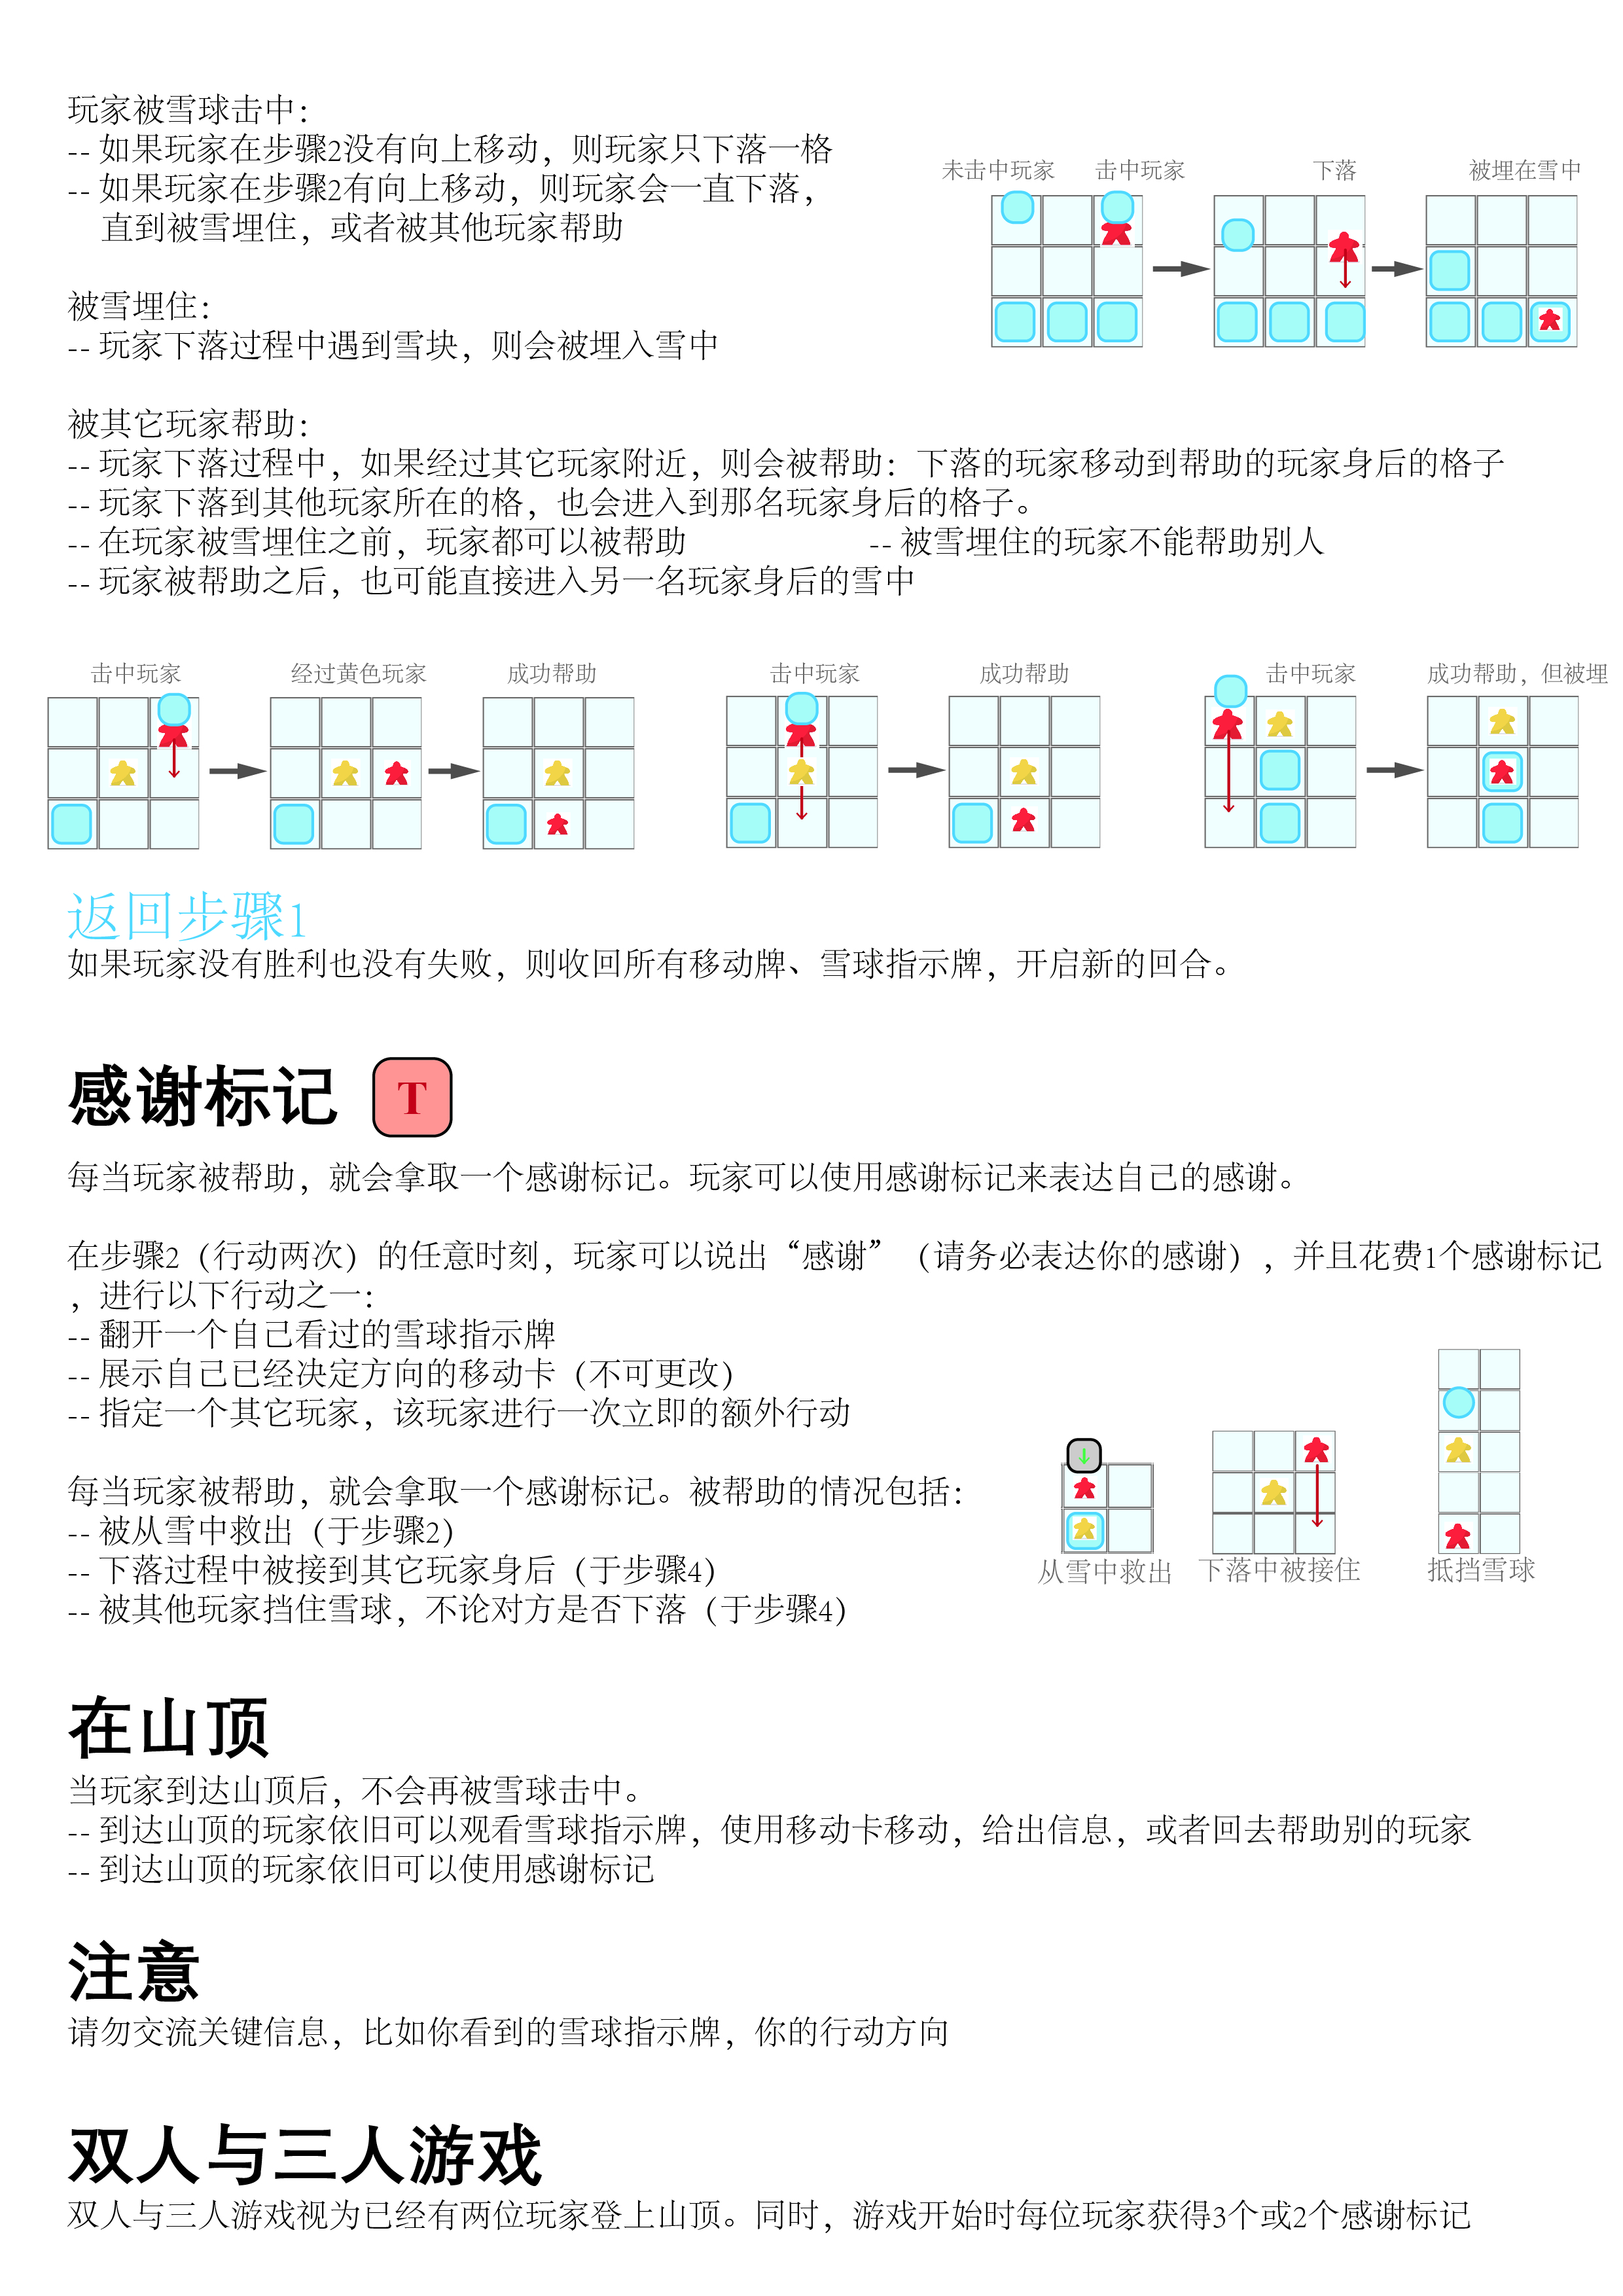 玩家被雪球击中：
-- 如果玩家在步骤2没有向上移动，则玩家只下落一格
-- 如果玩家在步骤2有向上移动，则玩家会一直下落，
直到被雪埋住，或者被其他玩家帮助
未击中玩家 击中玩家 下落 被埋在雪中
被雪埋住：
-- 玩家下落过程中遇到雪块，则会被埋入雪中
被其它玩家帮助：
-- 玩家下落过程中，如果经过其它玩家附近，则会被帮助：下落的玩家移动到帮助的玩家身后的格子
-- 玩家下落到其他玩家所在的格，也会进入到那名玩家身后的格子。
-- 在玩家被雪埋住之前，玩家都可以被帮助 -- 被雪埋住的玩家不能帮助别人
-- 玩家被帮助之后，也可能直接进入另一名玩家身后的雪中
击中玩家 经过黄色玩家 成功帮助 击中玩家 成功帮助 击中玩家 成功帮助，但被埋
返回步骤1
如果玩家没有胜利也没有失败，则收回所有移动牌、雪球指示牌，开启新的回合。
感谢标记 T
每当玩家被帮助，就会拿取一个感谢标记。玩家可以使用感谢标记来表达自己的感谢。
在步骤2（行动两次）的任意时刻，玩家可以说出“感谢”（请务必表达你的感谢），并且花费1个感谢标记
，进行以下行动之一：
-- 翻开一个自己看过的雪球指示牌
-- 展示自己已经决定方向的移动卡（不可更改）
-- 指定一个其它玩家，该玩家进行一次立即的额外行动
每当玩家被帮助，就会拿取一个感谢标记。被帮助的情况包括：
-- 被从雪中救出（于步骤2）
-- 下落过程中被接到其它玩家身后（于步骤4）
-- 被其他玩家挡住雪球，不论对方是否下落（于步骤4）
从雪中救出 下落中被接住 抵挡雪球
在山顶
当玩家到达山顶后，不会再被雪球击中。
-- 到达山顶的玩家依旧可以观看雪球指示牌，使用移动卡移动，给出信息，或者回去帮助别的玩家
-- 到达山顶的玩家依旧可以使用感谢标记
注意
请勿交流关键信息，比如你看到的雪球指示牌，你的行动方向
双人与三人游戏
双人与三人游戏视为已经有两位玩家登上山顶。同时，游戏开始时每位玩家获得3个或2个感谢标记